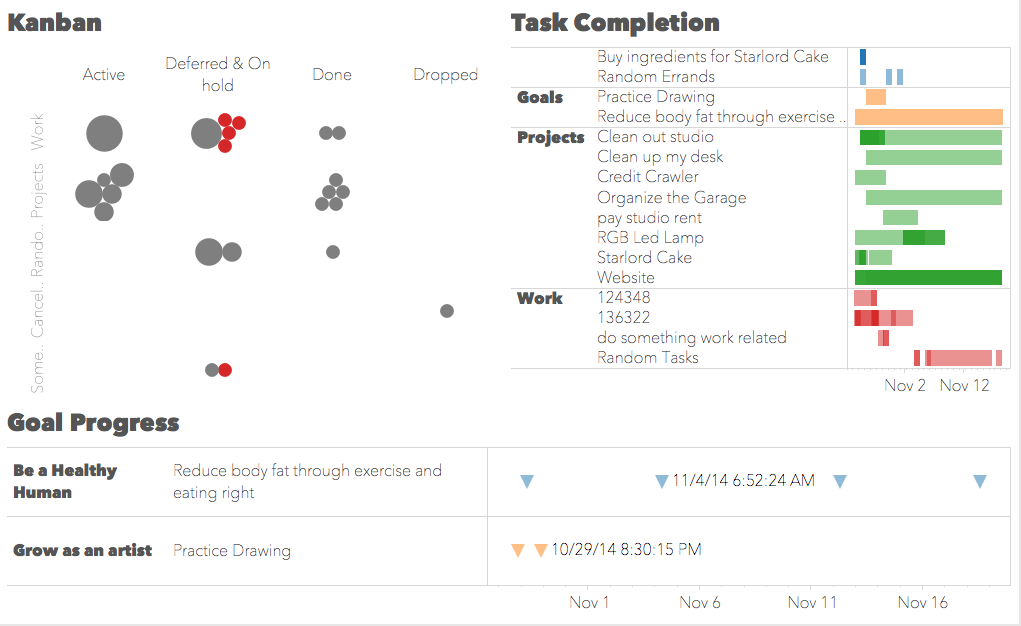 Kanban
Active
Deferred & On
hold
Done
Dropped
Work
Projects
Rando..
Cancel..
Some..
Task Completion
Buy ingredients for Starlord Cake
Random Errands
Goals
Practice Drawing
Reduce body fat through exercise ..
Projects
Clean out studio
Clean up my desk
Credit Crawler
Organize the Garage
pay studio rent
RGB Led Lamp
Starlord Cake
Website
Work
124348
136322
do something work related
Random Tasks
Nov 2 Nov 12
Goal Progress
Be a Healthy
Human
Reduce body fat through exercise and
eating right
11/4/14 6:52:24 AM
Grow as an artist
Practice Drawing
10/29/14 8:30:15 PM
Nov 1 Nov 6 Nov 11 Nov 16